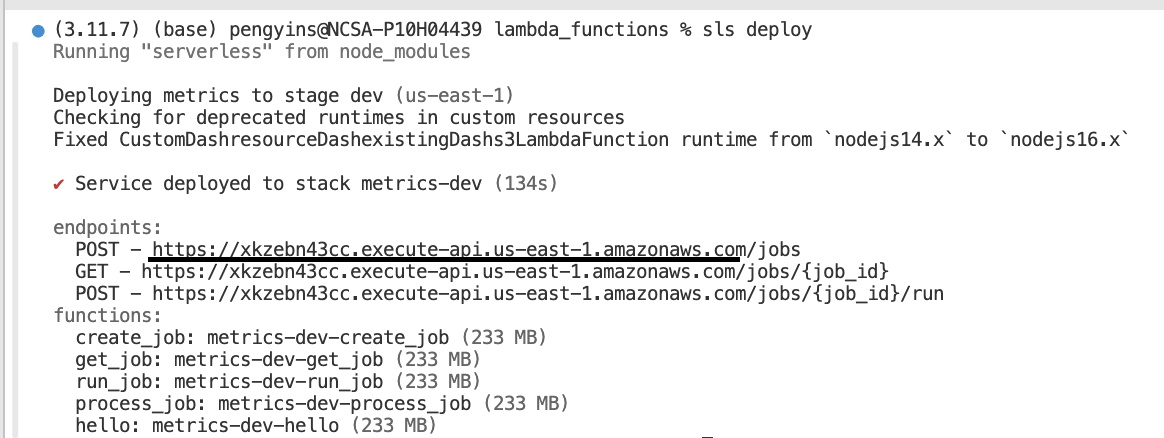 (3.11.7) (base) pengyins@NCSA-P10H04439 lambda_functions % sls deploy
Running "serverless" from node_modules
Deploying metrics to stage dev (us-east-1)
Checking for deprecated runtimes in custom resources
Fixed CustomDashresourceDashexistingDashs3LambdaFunction runtime from `nodejs14.x` to `nodejs16.x`
✔ Service deployed to stack metrics-dev (134s)
endpoints:
POST - https://xkzebn43cc.execute-api.us-east-1.amazonaws.com/jobs
GET - https://xkzebn43cc.execute-api.us-east-1.amazonaws.com/jobs/{job_id}
POST - https://xkzebn43cc.execute-api.us-east-1.amazonaws.com/jobs/{job_id}/run
functions:
create_job: metrics-dev-create_job (233 MB)
get_job: metrics-dev-get_job (233 MB)
run_job: metrics-dev-run_job (233 MB)
process_job: metrics-dev-process_job (233 MB)
hello: metrics-dev-hello (233 MB)